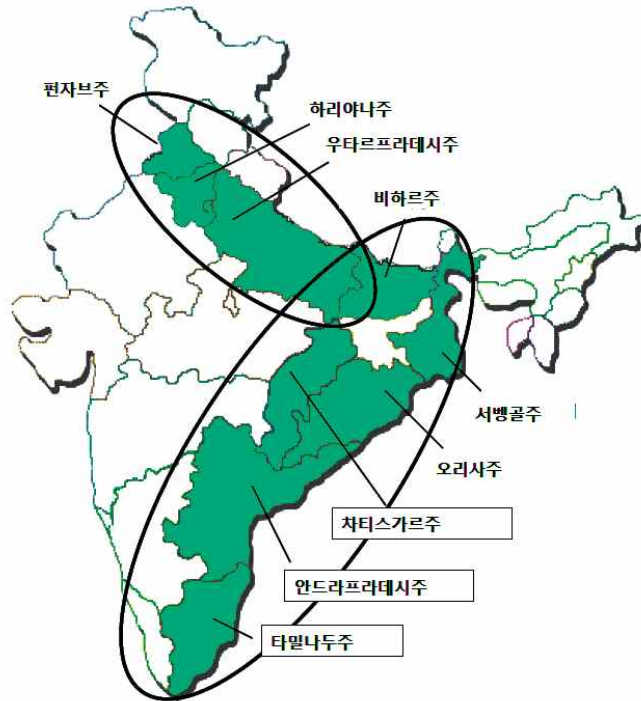 펀자브주
하리야나주
우타르프라데시주
비하르주
서벵골주
오리사주
차티스가르주
안드라프라데시주
타밀나두주